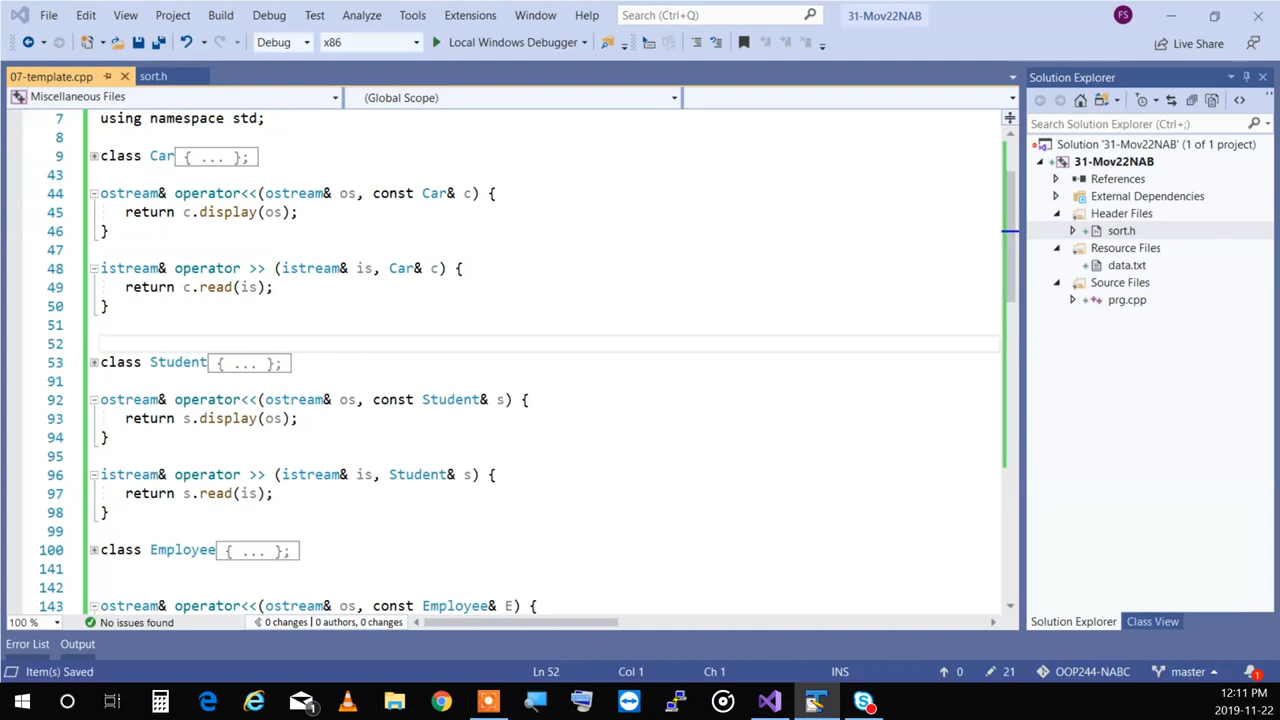 File Edit View Project Build Debug Test Analyze Tools Extensions Window Help Search (Ctrl+Q) 31-Mov22NAB FS
Debug x86 Local Windows Debugger Live Share
07-template.cpp sort.h
Miscellaneous Files (Global Scope)
7 using namespace std;
8
9 class Car{ ... };
43
44 ostream& operator<<(ostream& os, const Car& c) {
45 return c.display(os);
46 }
47
48 istream& operator >> (istream& is, Car& c) {
49 return c.read(is);
50 }
51
52
53 class Student{ ... };
91
92 ostream& operator<<(ostream& os, const Student& s) {
93 return s.display(os);
94 }
95
96 istream& operator >> (istream& is, Student& s) {
97 return s.read(is);
98 }
99
100 class Employee{ ... };
141
142
143 ostream& operator<<(ostream& os, const Employee& E) {
100 % No issues found 0 changes | 0 authors, 0 changes
Solution Explorer
Search Solution Explorer (Ctrl+;)
Solution '31-Mov22NAB' (1 of 1 project)
31-Mov22NAB
References
External Dependencies
Header Files
sort.h
Resource Files
data.txt
Source Files
prg.cpp
Solution Explorer Class View
Error List Output
Item(s) Saved Ln 52 Col 1 Ch 1 INS 0 21 OOP244-NABC master 1
1
12:11 PM
2019-11-22